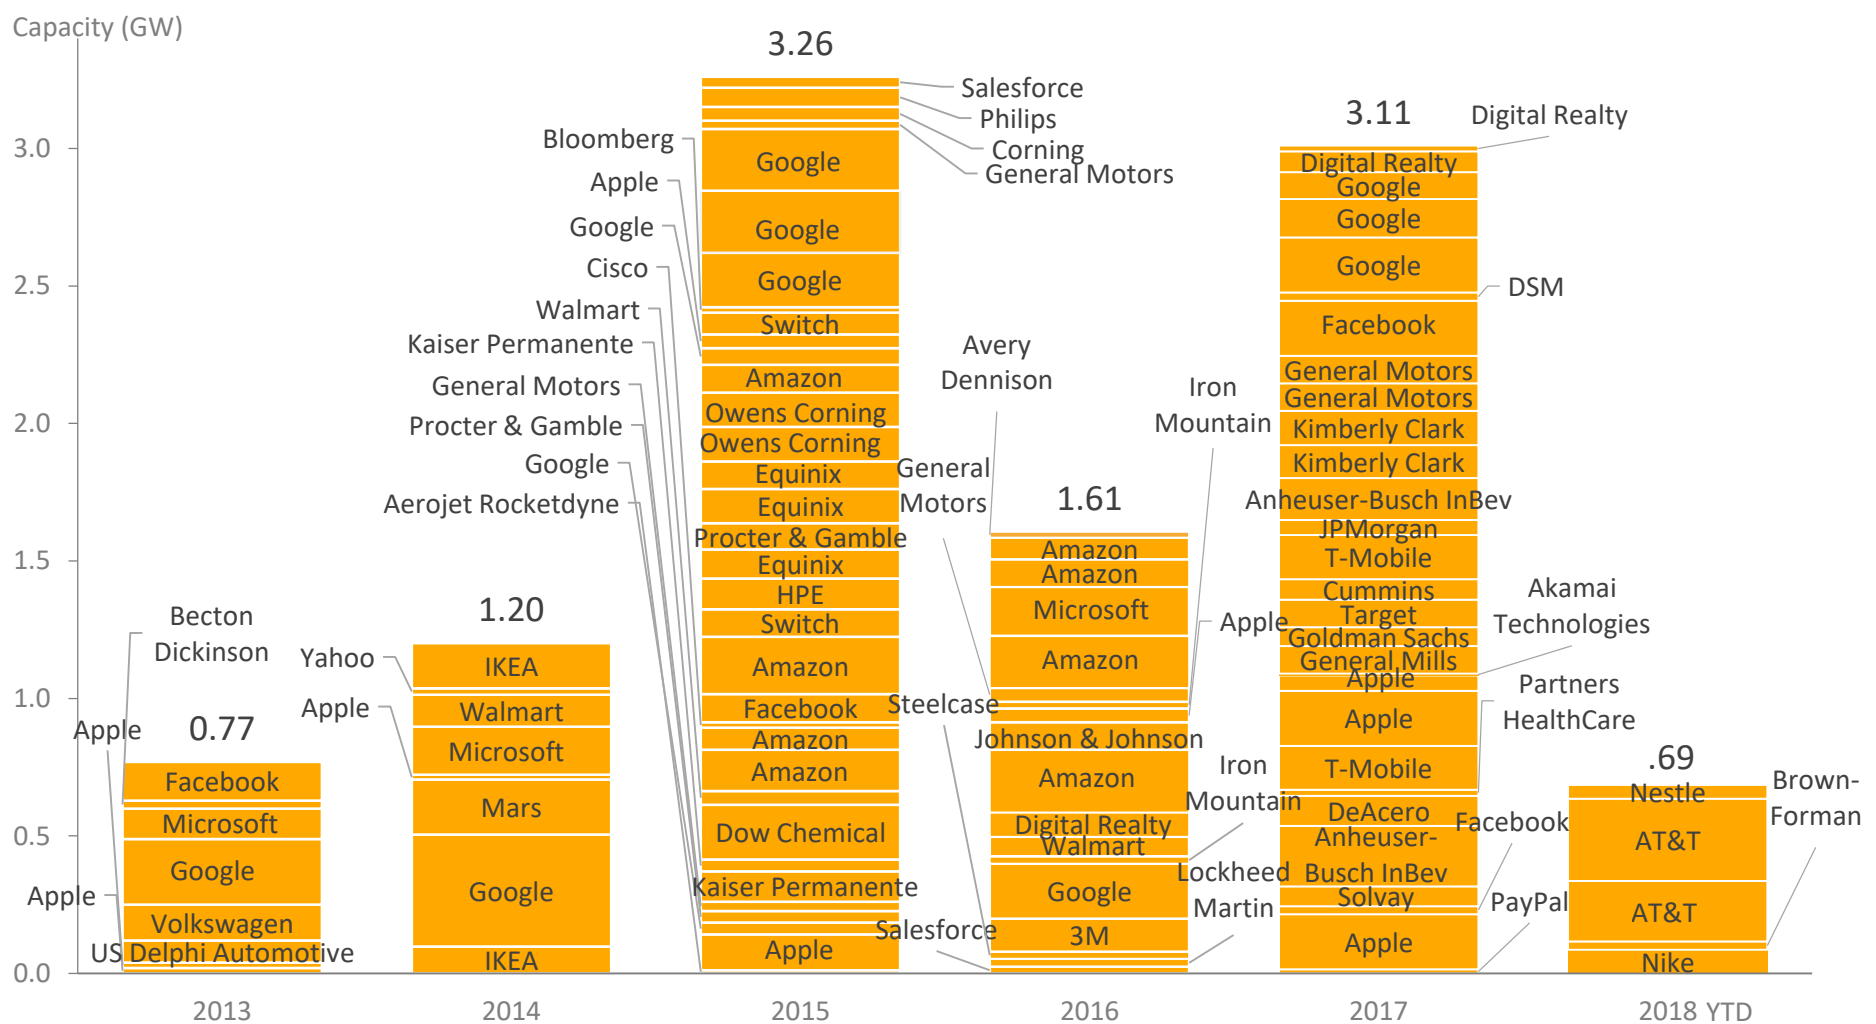 Capacity (GW)
3.0
2.5
2.0
1.5
1.0
0.5
0.0
Becton
Dickinson
Apple
Apple
0.77
Facebook
Microsoft
Google
Volkswagen
US Delphi Automotive
2013
Yahoo
Apple
1.20
IKEA
Walmart
Microsoft
Mars
Google
IKEA
2014
Bloomberg
Apple
Google
Cisco
Walmart
Kaiser Permanente
General Motors
Procter & Gamble
Google
Aerojet Rocketdyne
3.26
Salesforce
Philips
Corning
General Motors
Google
Google
Google
Switch
Amazon
Owens Corning
Owens Corning
Equinix
Equinix
Procter & Gamble
Equinix
HPE
Switch
Amazon
Facebook
Amazon
Amazon
Dow Chemical
Kaiser Permanente
Apple
2015
Avery
Dennison
General
Motors
Steelcase
Salesforce
1.61
Amazon
Amazon
Microsoft
Amazon
Johnson & Johnson
Amazon
Digital Realty
Walmart
Google
3M
Iron
Mountain
Apple
Iron
Mountain
Lockheed
Martin
2016
3.11
Digital Realty
Digital Realty
Google
Google
Google
DSM
Facebook
General Motors
General Motors
Kimberly Clark
Kimberly Clark
Anheuser-Busch InBev
JPMorgan
T-Mobile
Cummins
Target
Goldman Sachs
General Mills
Apple
Apple
T-Mobile
DeAcero
Anheuser-
Busch InBev
Solvay
Apple
Akamai
Technologies
Partners
HealthCare
Facebook
PayPal
2017
.69
Nestle
AT&T
AT&T
Nike
Brown-
Forman
2018 YTD